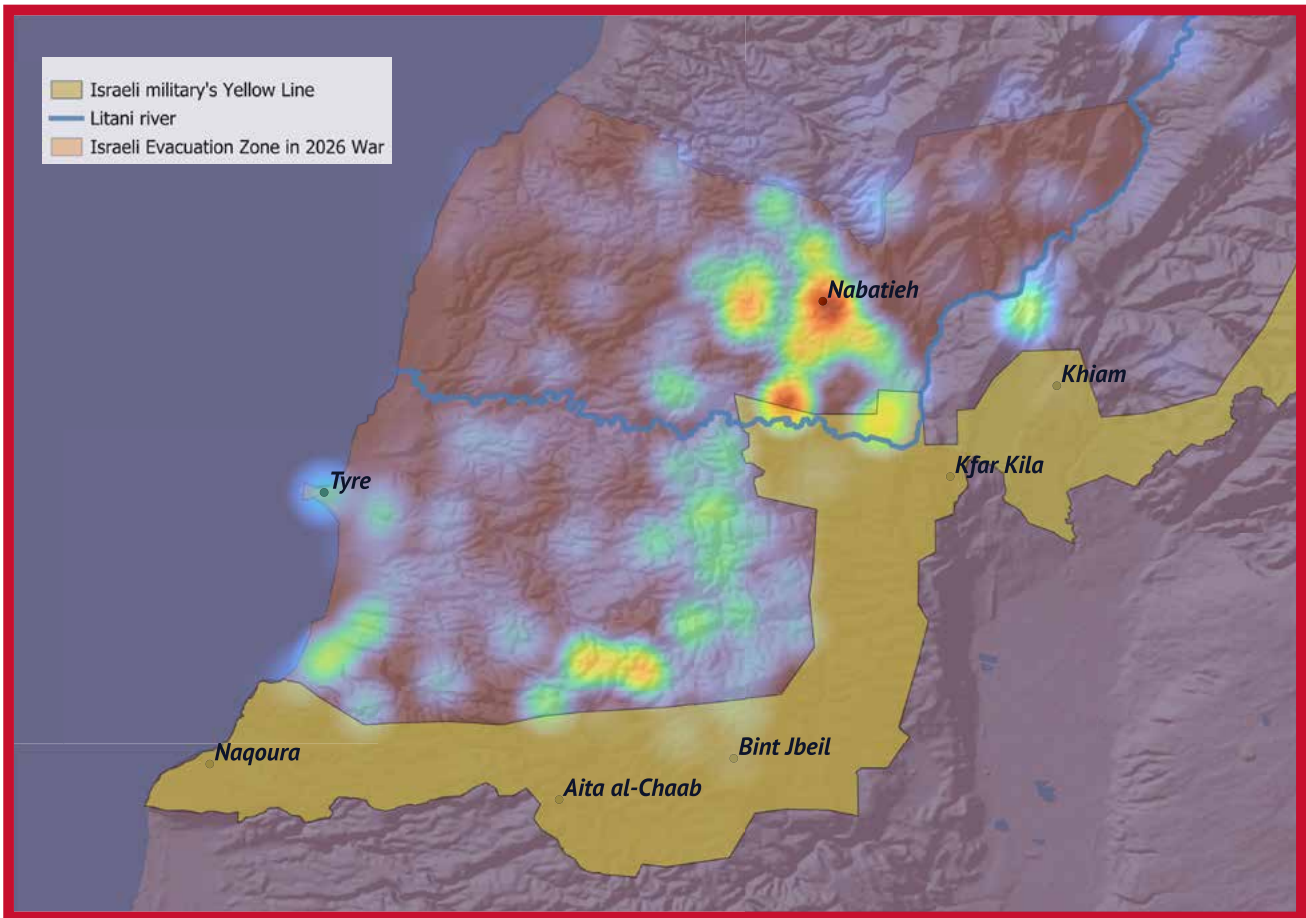 Israeli military's Yellow Line
Litani river
Israeli Evacuation Zone in 2026 War
Nabatieh
Khiam
Kfar Kila
Tyre
Bint Jbeil
Naqoura
Aita al-Chaab